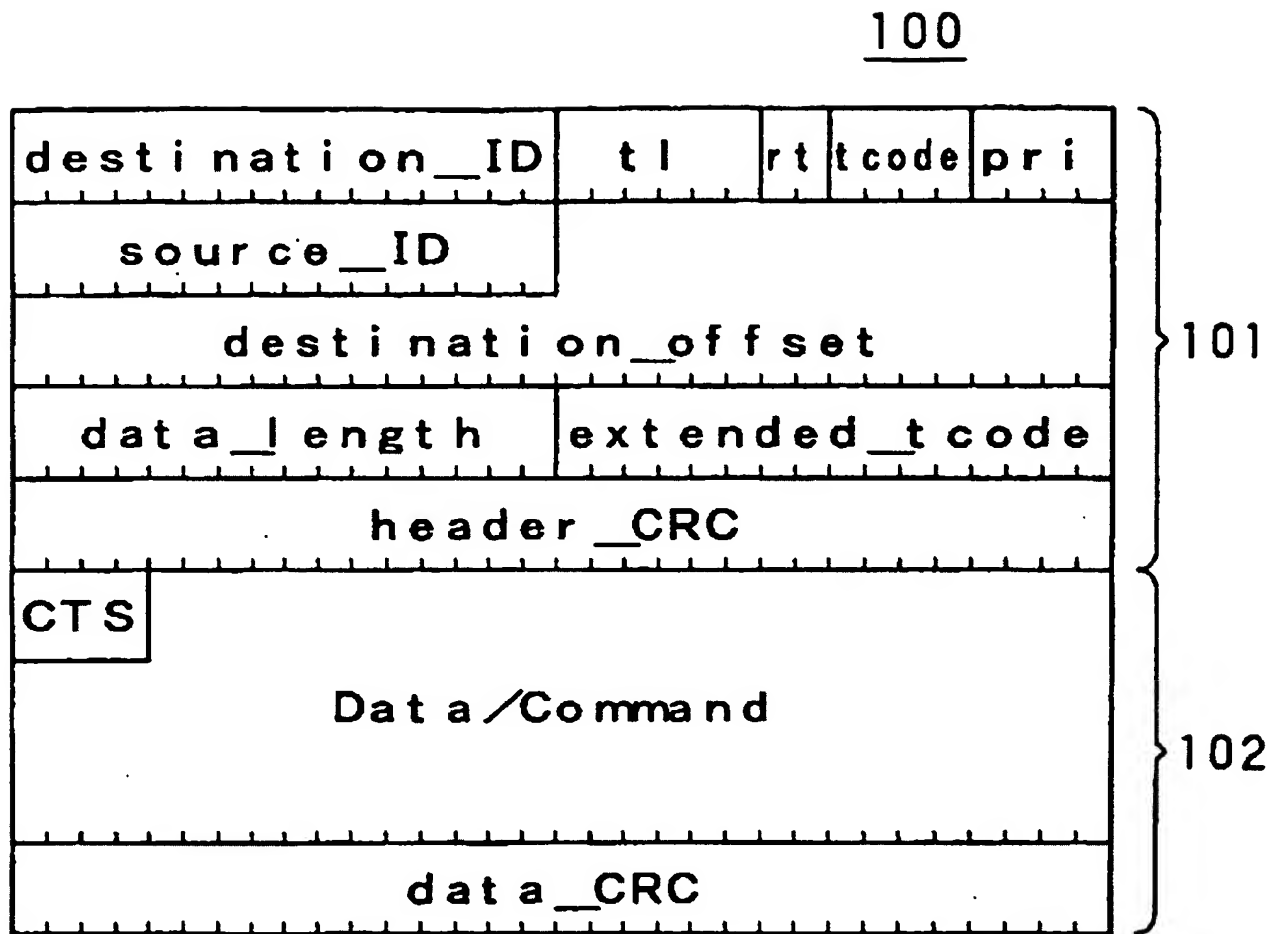 100
destination_ID tl rt tcode pri
source_ID
destination_offset
101
data_length extended_tcode
header_CRC
CTS
Data/Command
102
data_CRC